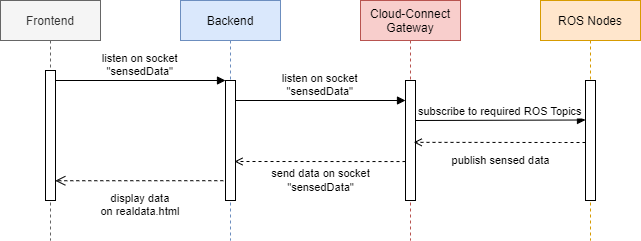 Frontend
Backend
Cloud-Connect
Gateway
ROS Nodes
listen on socket
"sensedData"
listen on socket
"sensedData"
subscribe to required ROS Topics
publish sensed data
send data on socket
"sensedData"
display data
on realdata.html